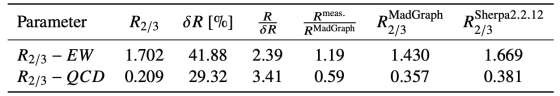 Parameter R_{2/3} δR [%] \frac{R}{δR} \frac{R^{meas.}}{R^{MadGraph}} R_{2/3}^{MadGraph} R_{2/3}^{Sherpa2.2.12}
R_{2/3} − EW 1.702 41.88 2.39 1.19 1.430 1.669
R_{2/3} − QCD 0.209 29.32 3.41 0.59 0.357 0.381